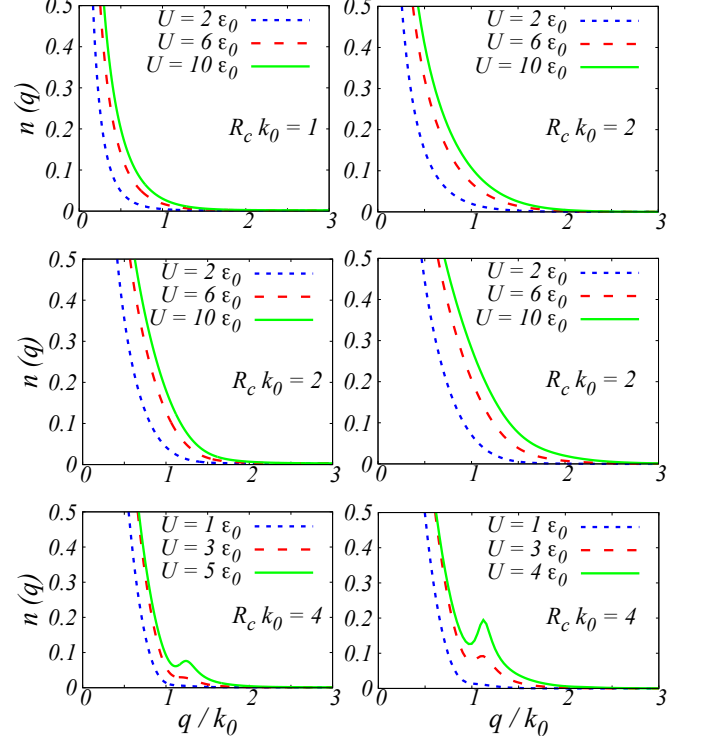 0.5
0.4
0.3
0.2
0.1
0
n (q)
U = 2 ε0
U = 6 ε0
U = 10 ε0
Rc k0 = 1
0 1 2 3
0.5
0.4
0.3
0.2
0.1
0
U = 2 ε0
U = 6 ε0
U = 10 ε0
Rc k0 = 2
0 1 2 3
0.5
0.4
0.3
0.2
0.1
0
n (q)
U = 2 ε0
U = 6 ε0
U = 10 ε0
Rc k0 = 2
0 1 2 3
0.5
0.4
0.3
0.2
0.1
0
U = 2 ε0
U = 6 ε0
U = 10 ε0
Rc k0 = 2
0 1 2 3
0.5
0.4
0.3
0.2
0.1
0
n (q)
U = 1 ε0
U = 3 ε0
U = 5 ε0
Rc k0 = 4
0 1 2 3
q / k0
0.5
0.4
0.3
0.2
0.1
0
U = 1 ε0
U = 3 ε0
U = 4 ε0
Rc k0 = 4
0 1 2 3
q / k0